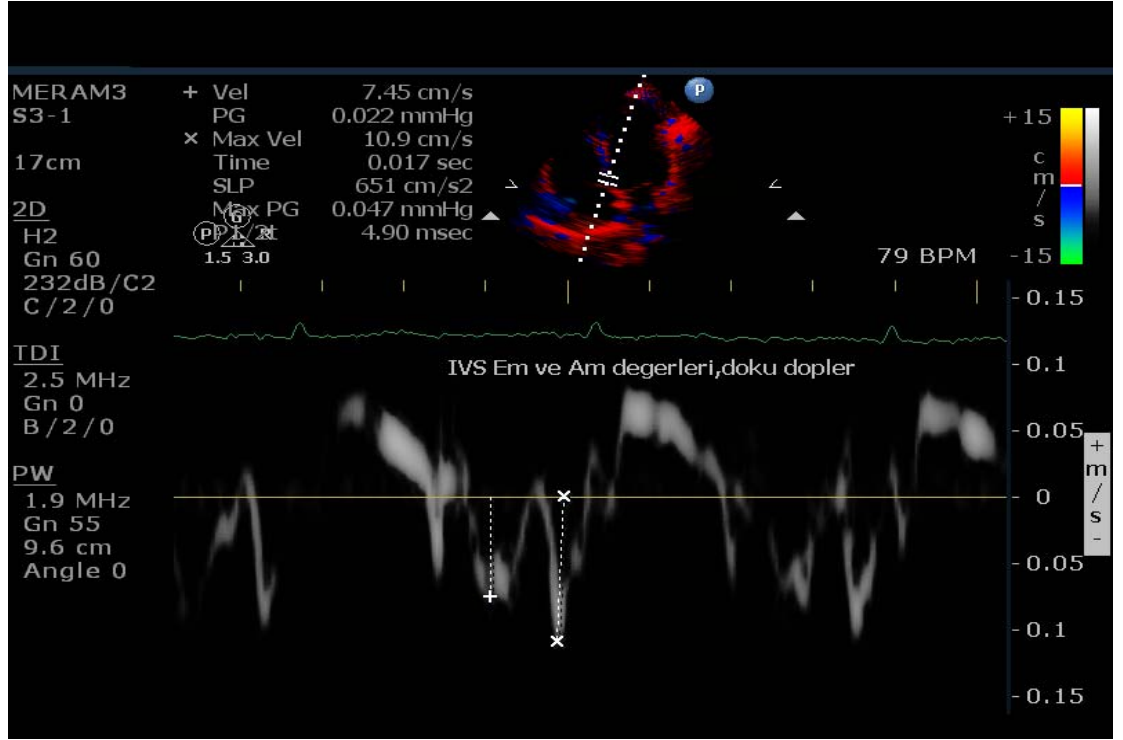 MERAM3
S3-1
17cm
2D
H2
Gn 60
232dB/C2
C/2/0
TDI
2.5 MHz
Gn 0
B/2/0
PW
1.9 MHz
Gn 55
9.6 cm
Angle 0
+ Vel 7.45 cm/s
PG 0.022 mmHg
× Max Vel 10.9 cm/s
Time 0.017 sec
SLP 651 cm/s2
Max PG 0.047 mmHg
P1/2t 4.90 msec
G
P R
1.5 3.0
P
V
V
+15
cm/s
-15
79 BPM
IVS Em ve Am degerleri,doku dopler
- 0.15
- 0.1
- 0.05
- 0
- 0.05
- 0.1
- 0.15
+ m/s -